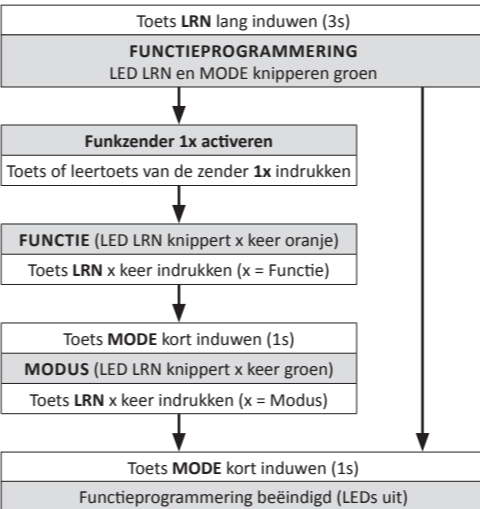 Toets LRN lang induwen (3s)
FUNCTIEPROGRAMMERING
LED LRN en MODE knipperen groen
Funkzender 1x activeren
Toets of leertoets van de zender 1x indrukken
FUNCTIE (LED LRN knippert x keer oranje)
Toets LRN x keer indrukken (x = Functie)
Toets MODE kort induwen (1s)
MODUS (LED LRN knippert x keer groen)
Toets LRN x keer indrukken (x = Modus)
Toets MODE kort induwen (1s)
Functieprogrammering beëindigd (LEDs uit)